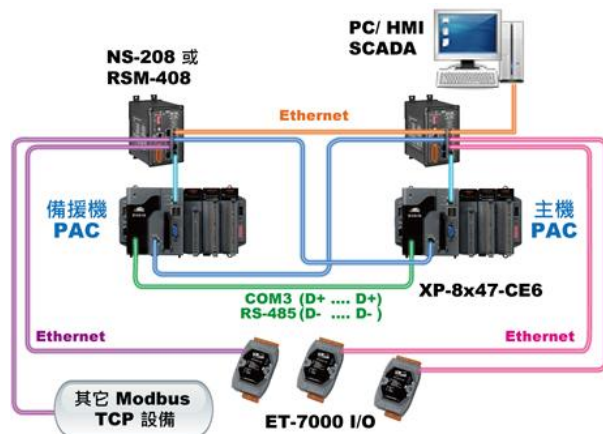 NS-208 或
RSM-408
PC/ HMI
SCADA
Ethernet
備援機
PAC
主機
PAC
XP-8x47-CE6
COM3 (D+ .... D+)
RS-485 (D- .... D- )
Ethernet
Ethernet
其它 Modbus
TCP 設備
ET-7000 I/O